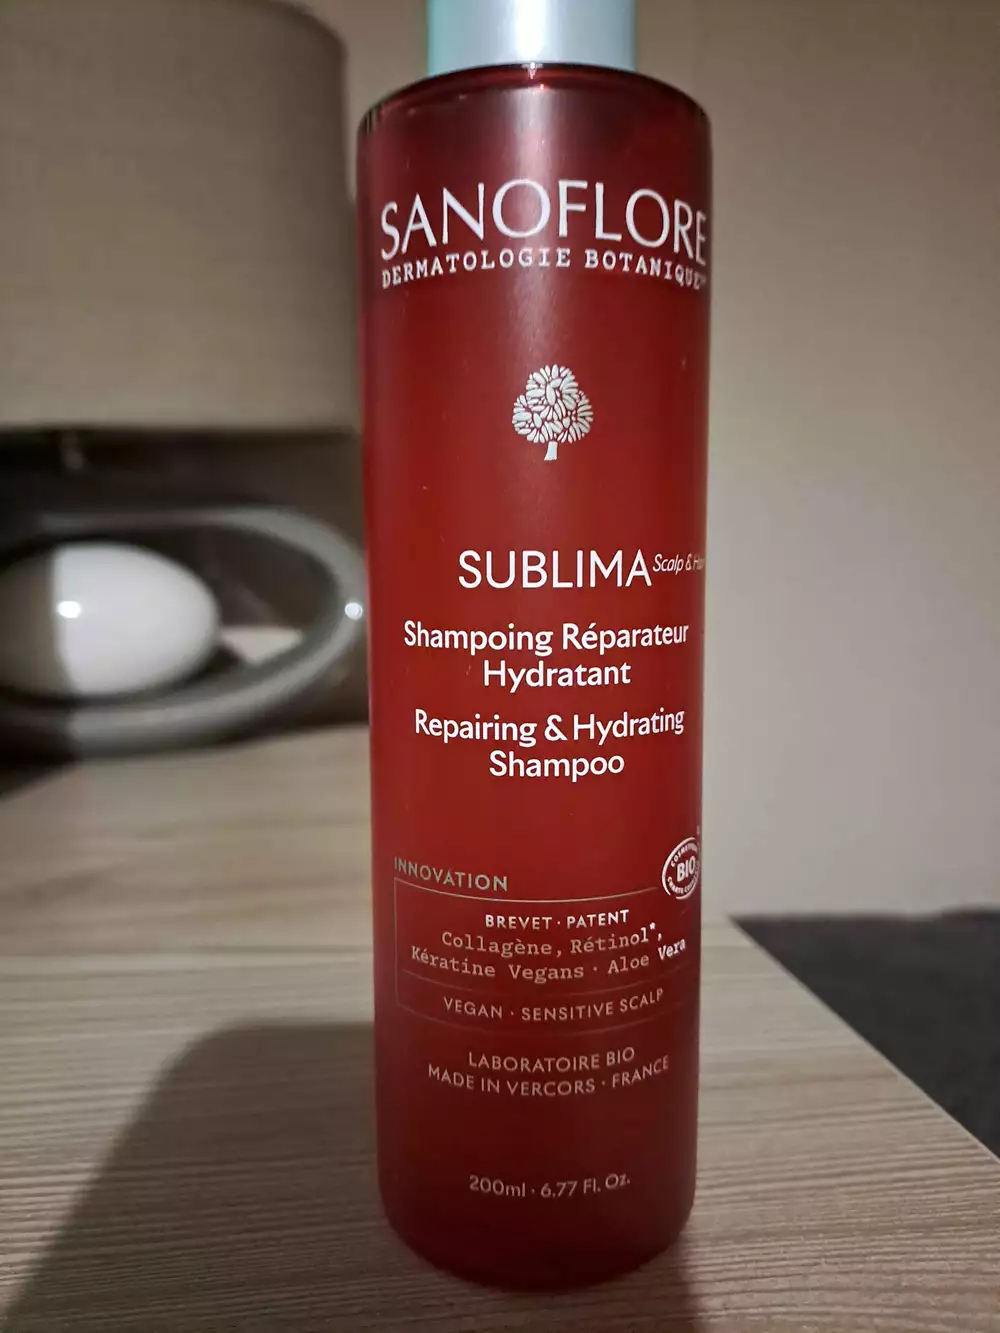 SANOFLORE
DERMATOLOGIE BOTANIQUE
SUBLIMA Scalp &
Shampoing Réparateur
Hydratant
Repairing & Hydrating
Shampoo
INNOVATION
BIO
BREVET · PATENT
Collagène, Rétinol*,
Kératine Vegans · Aloe Vera
VEGAN · SENSITIVE SCALP
LABORATOIRE BIO
MADE IN VERCORS · FRANCE
200ml · 6.77 Fl. Oz.